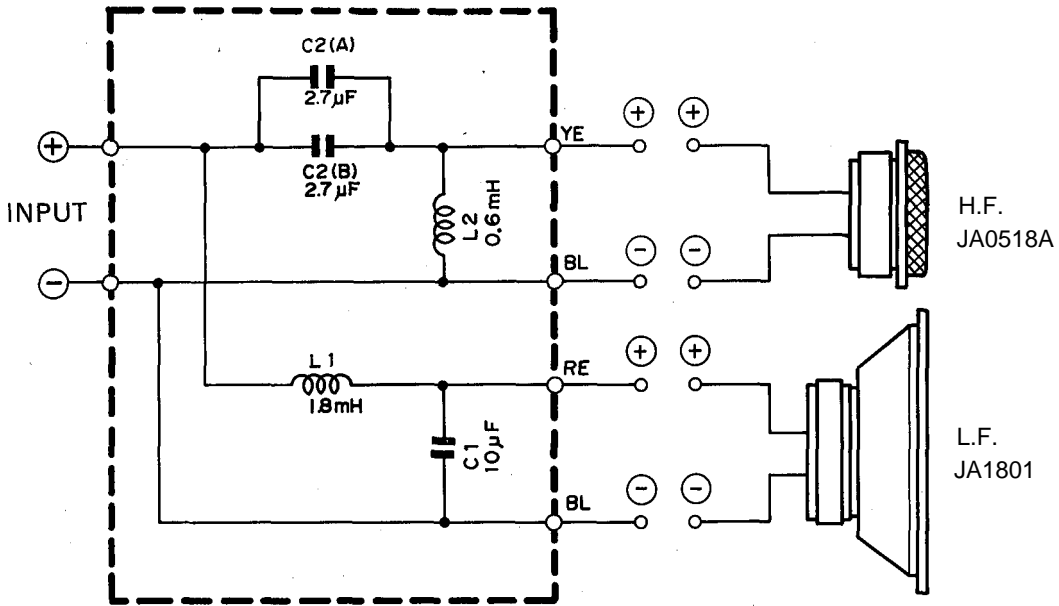 C2(A)
2.7μF
C2(B)
2.7μF
YE
⊕ ⊕
⊕
INPUT
⊖
L2
0.6mH
H.F.
JA0518A
⊖ ⊖
BL
L1
1.8mH
RE
⊕ ⊕
C1
10μF
L.F.
JA1801
⊖ ⊖
BL